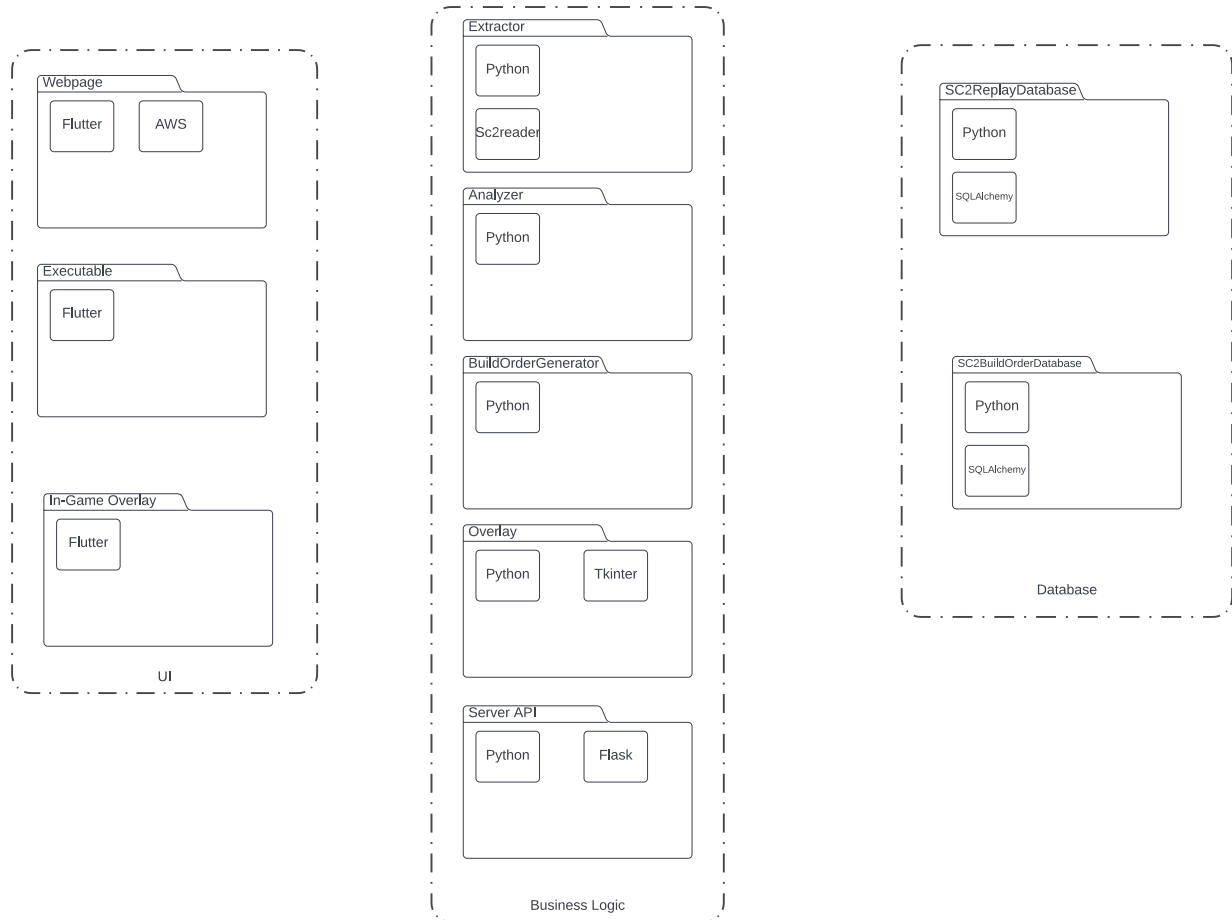 Webpage
Flutter
AWS
Executable
Flutter
In-Game Overlay
Flutter
UI
Extractor
Python
Sc2reader
Analyzer
Python
BuildOrderGenerator
Python
Overlay
Python
Tkinter
Server API
Python
Flask
Business Logic
SC2ReplayDatabase
Python
SQLAlchemy
SC2BuildOrderDatabase
Python
SQLAlchemy
Database